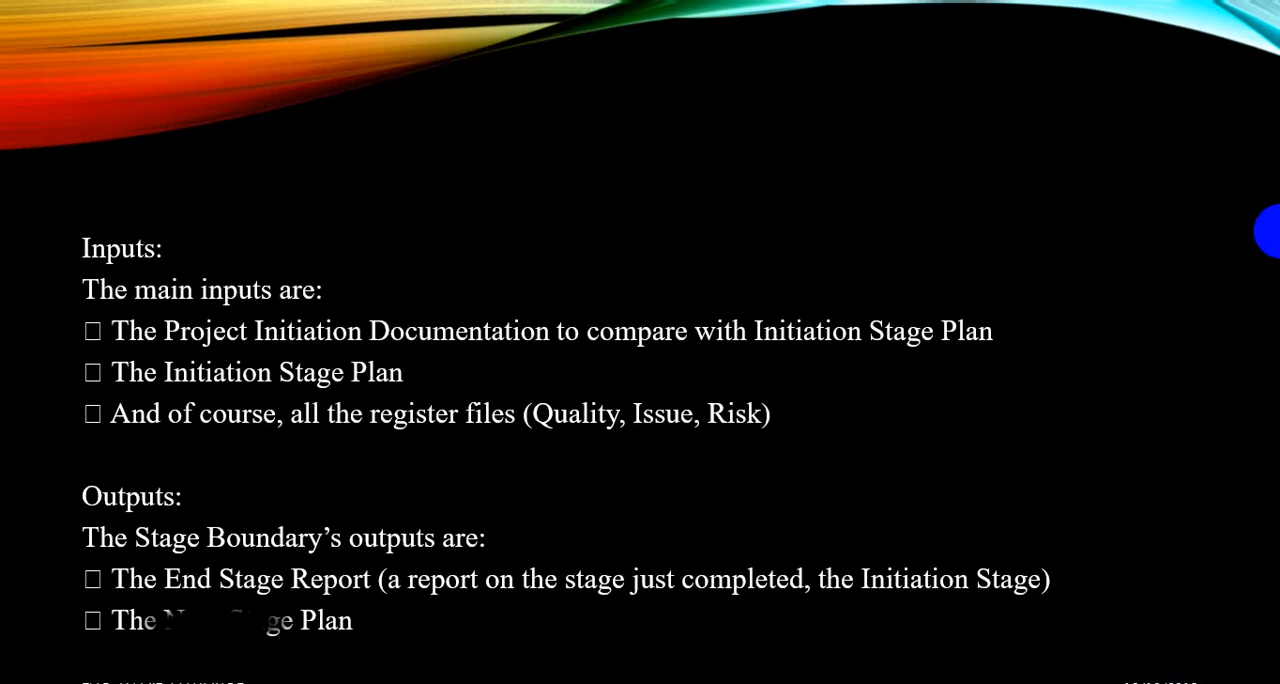 Inputs:
The main inputs are:
☐ The Project Initiation Documentation to compare with Initiation Stage Plan
☐ The Initiation Stage Plan
☐ And of course, all the register files (Quality, Issue, Risk)
Outputs:
The Stage Boundary’s outputs are:
☐ The End Stage Report (a report on the stage just completed, the Initiation Stage)
☐ The Plan